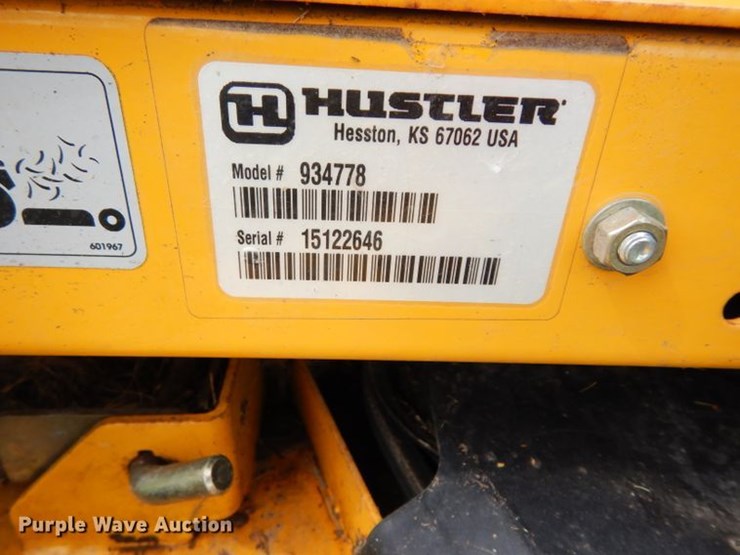 H HUSTLER
Hesston, KS 67062 USA
Model # 934778
Serial # 15122646
601967
Purple Wave Auction